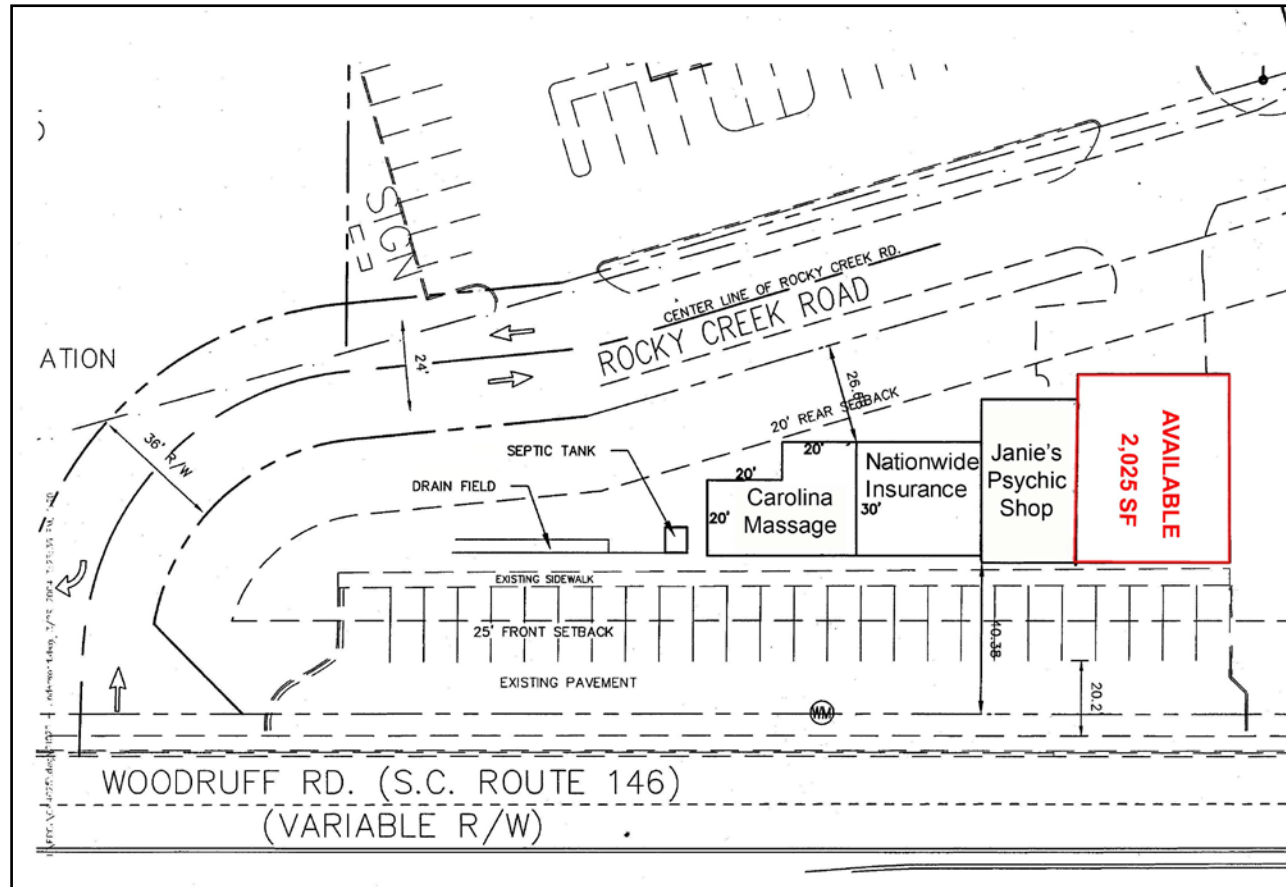 SIGN
ATION
CENTER LINE OF ROCKY CREEK RD.
ROCKY CREEK ROAD
24'
36' R/W
20' REAR SETBACK
SEPTIC TANK
DRAIN FIELD
20'
20'
20'
Carolina
Massage
Nationwide
Insurance
30'
Janie's
Psychic
Shop
AVAILABLE
2,025 SF
EXISTING SIDEWALK
25' FRONT SETBACK
40.38
EXISTING PAVEMENT
20.2'
WM
WOODRUFF RD. (S.C. ROUTE 146)
(VARIABLE R/W)